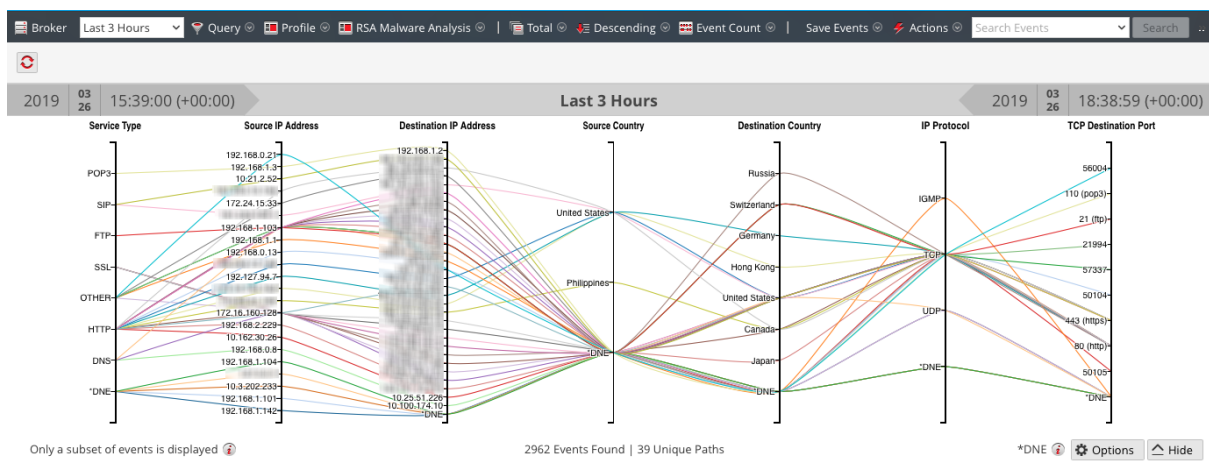 Broker Last 3 Hours Query Profile RSA Malware Analysis | Total Descending Event Count | Save Events Actions Search Events Search ..
2019 03 26 15:39:00 (+00:00) Last 3 Hours 2019 03 26 18:38:59 (+00:00)
Service Type Source IP Address Destination IP Address Source Country Destination Country IP Protocol TCP Destination Port
POP3
SIP
FTP
SSL
OTHER
HTTP
DNS
*DNE
192.168.0.21
192.168.1.3
10.21.2.52
172.24.15.33
192.168.1.103
192.168.1.1
192.168.0.13
192.127.94.7
172.16.160.128
192.168.2.229
10.162.30.26
192.168.0.8
192.168.1.104
10.3.202.233
192.168.1.101
192.168.1.142
192.168.1.2
10.25.51.226
10.100.174.10
*DNE
United States
Philippines
*DNE
Russia
Switzerland
Germany
Hong Kong
United States
Canada
Japan
*DNE
IGMP
TCP
UDP
*DNE
56004
110 (pop3)
21 (ftp)
21994
57337
50104
443 (https)
80 (http)
50105
*DNE
Only a subset of events is displayed 2962 Events Found | 39 Unique Paths *DNE Options Hide